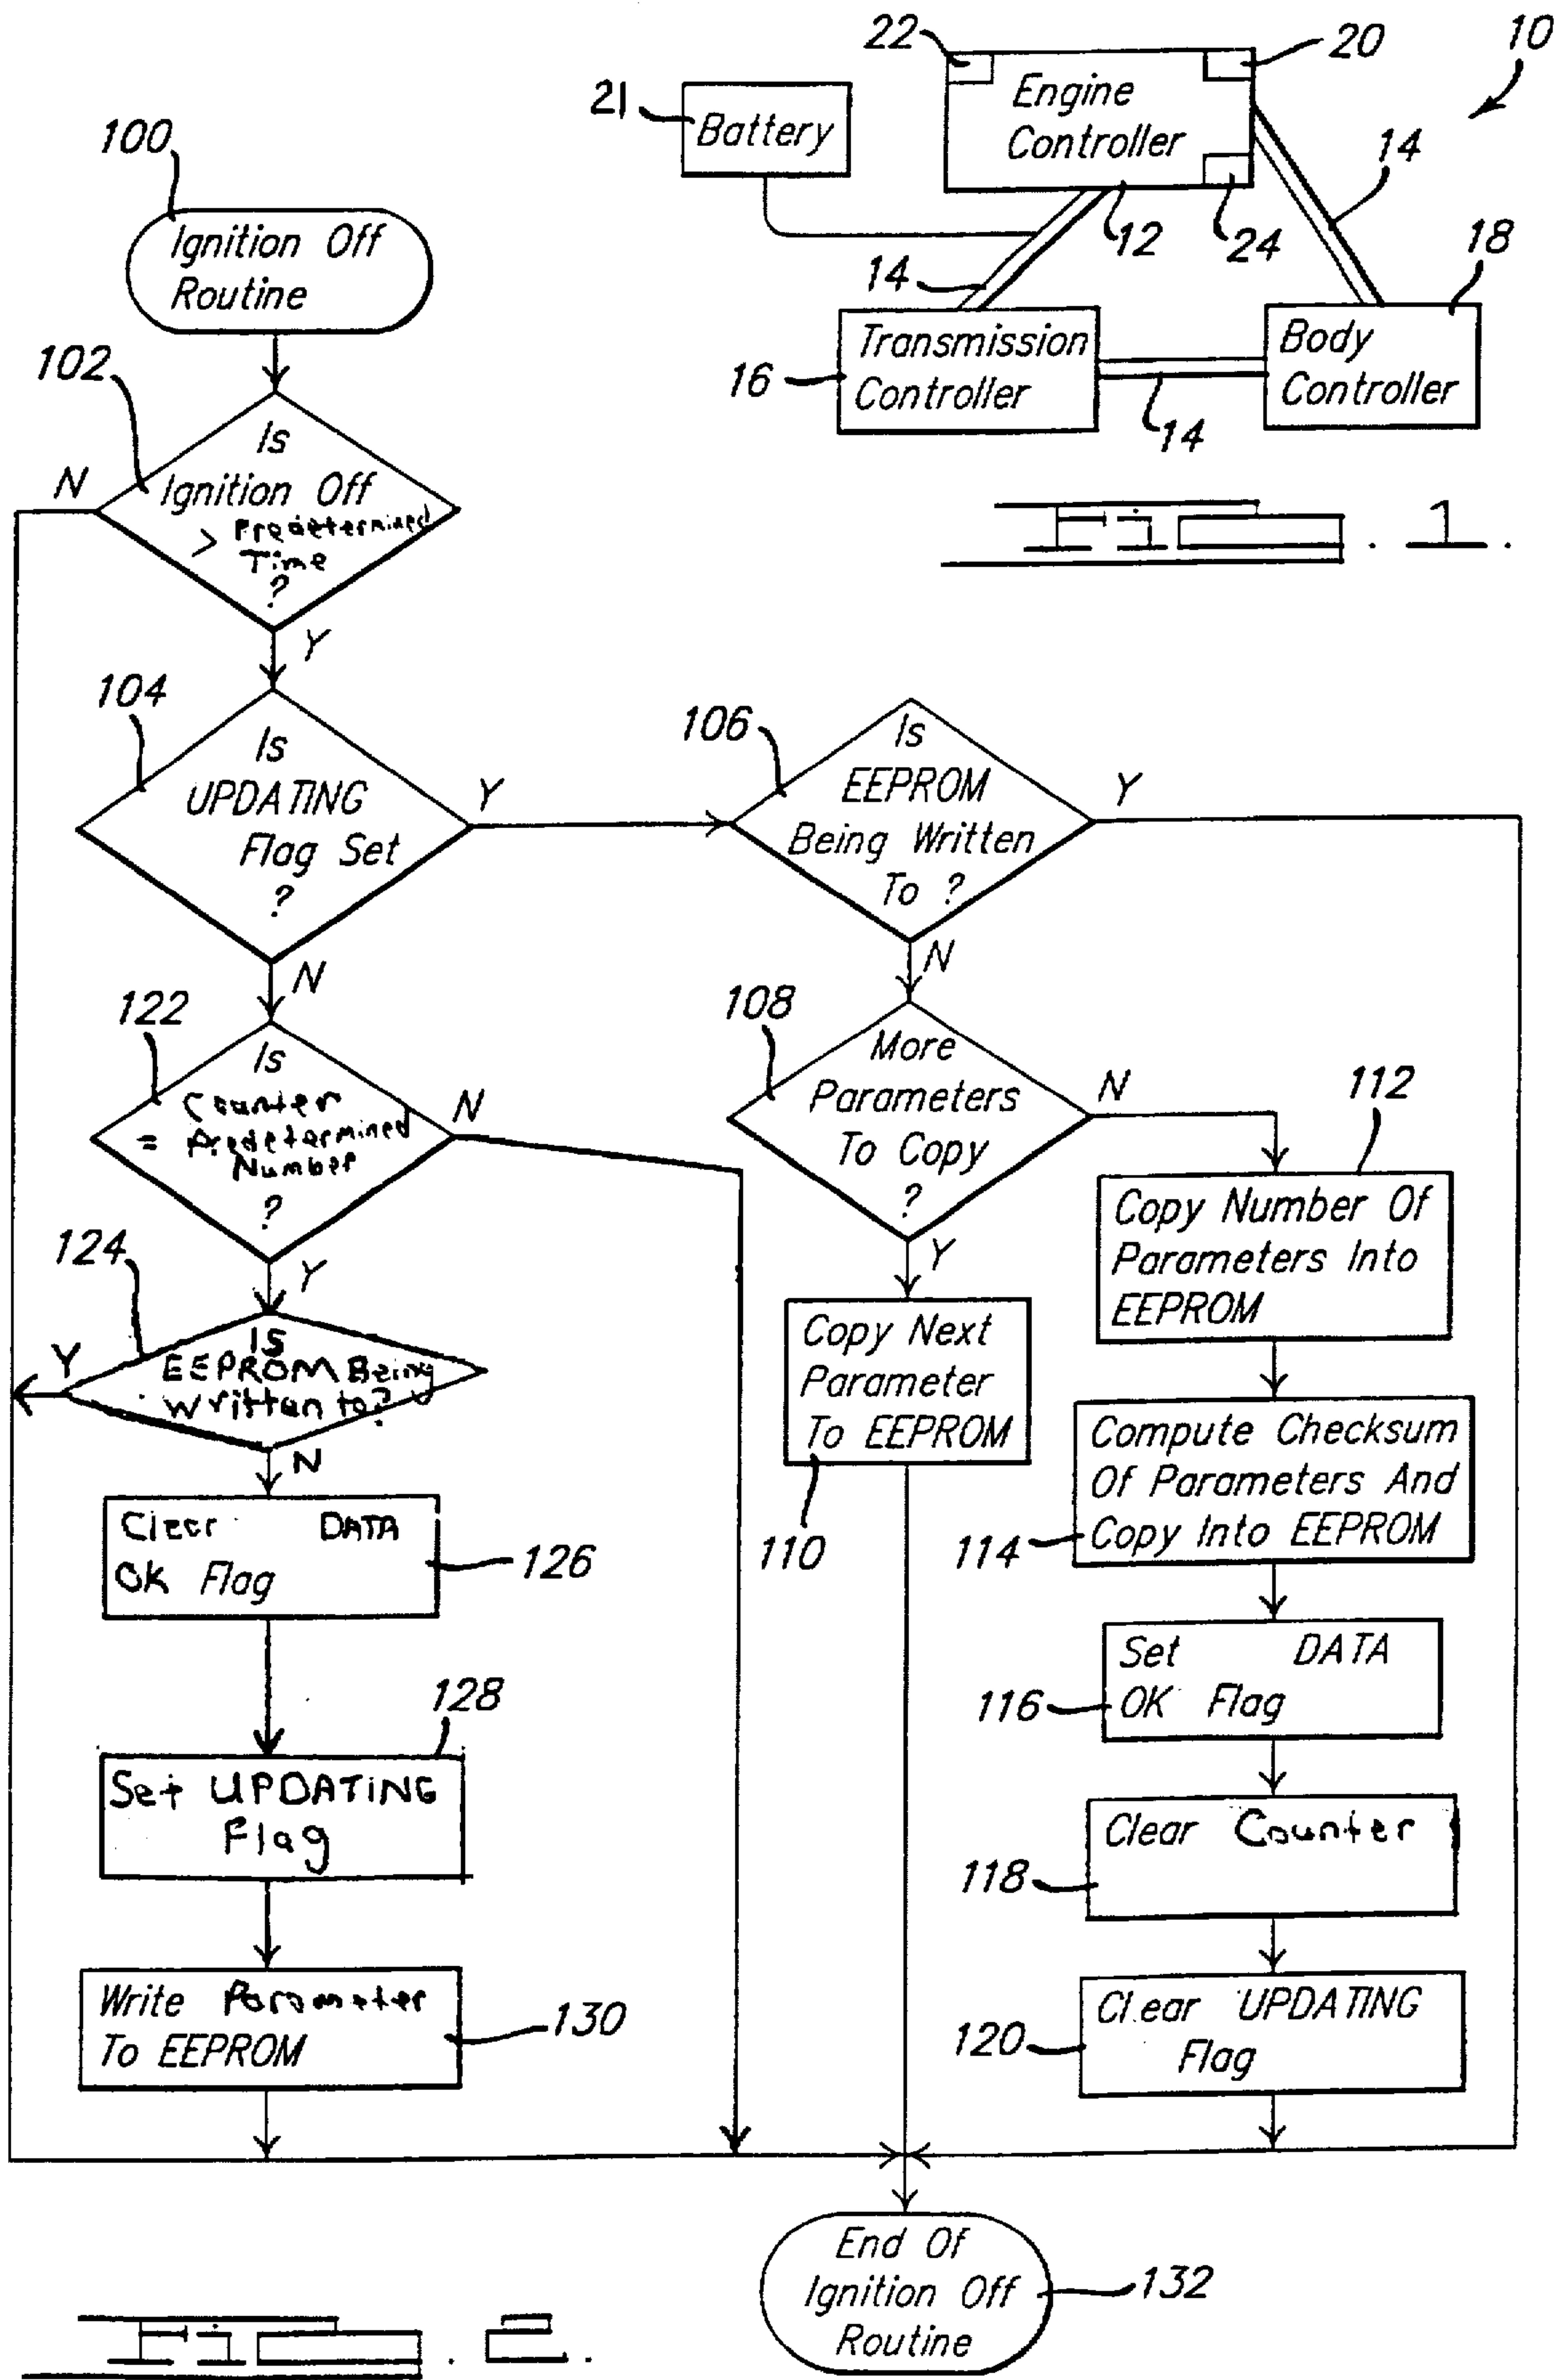 22
20
10
21
Battery
Engine
Controller
14
12
24
18
14
16
Transmission
Controller
Body
Controller
14
Fig. 1.
100
Ignition Off
Routine
102
Is
Ignition Off
> Predetermined
Time
?
N
Y
104
Is
UPDATING
Flag Set
?
Y
N
106
Is
EEPROM
Being Written
To ?
Y
N
122
Is
Counter
= Predetermined
Number
?
N
Y
108
More
Parameters
To Copy
?
N
Y
112
Copy Number Of
Parameters Into
EEPROM
124
Is
EEPROM Being
Written to?
Y
N
Copy Next
Parameter
To EEPROM
110
Compute Checksum
Of Parameters And
Copy Into EEPROM
114
Clear DATA
OK Flag
126
Set DATA
OK Flag
116
128
Set UPDATING
Flag
Clear Counter
118
Write Parameter
To EEPROM
130
Clear UPDATING
Flag
120
End Of
Ignition Off
Routine
132
Fig. 2.